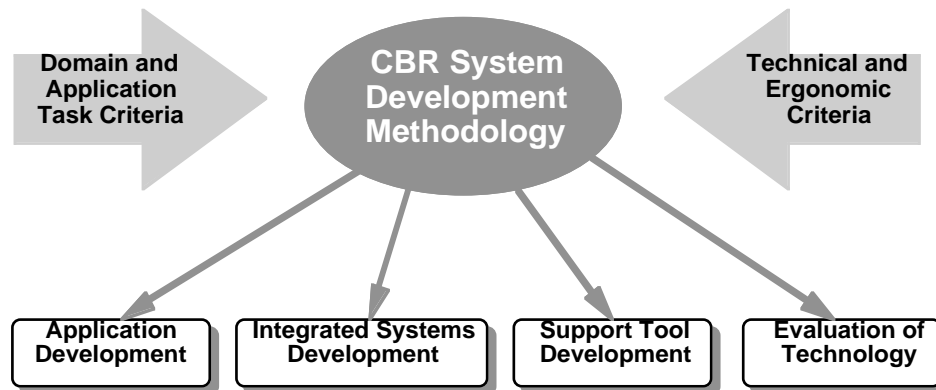 Domain and
Application
Task Criteria
CBR System
Development
Methodology
Technical and
Ergonomic
Criteria
Application
Development
Integrated Systems
Development
Support Tool
Development
Evaluation of
Technology